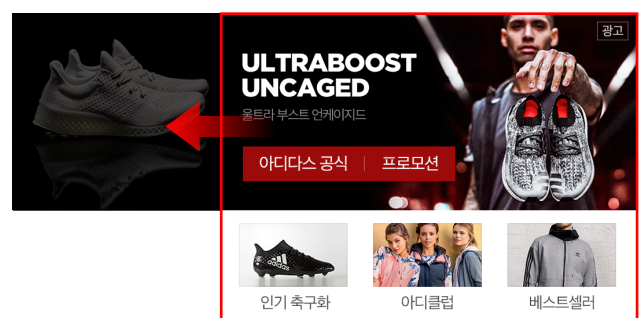 광고
ULTRABOOST
UNCAGED
울트라 부스트 언케이지드
아디다스 공식 | 프로모션
adidas
인기 축구화
아디클럽
베스트셀러